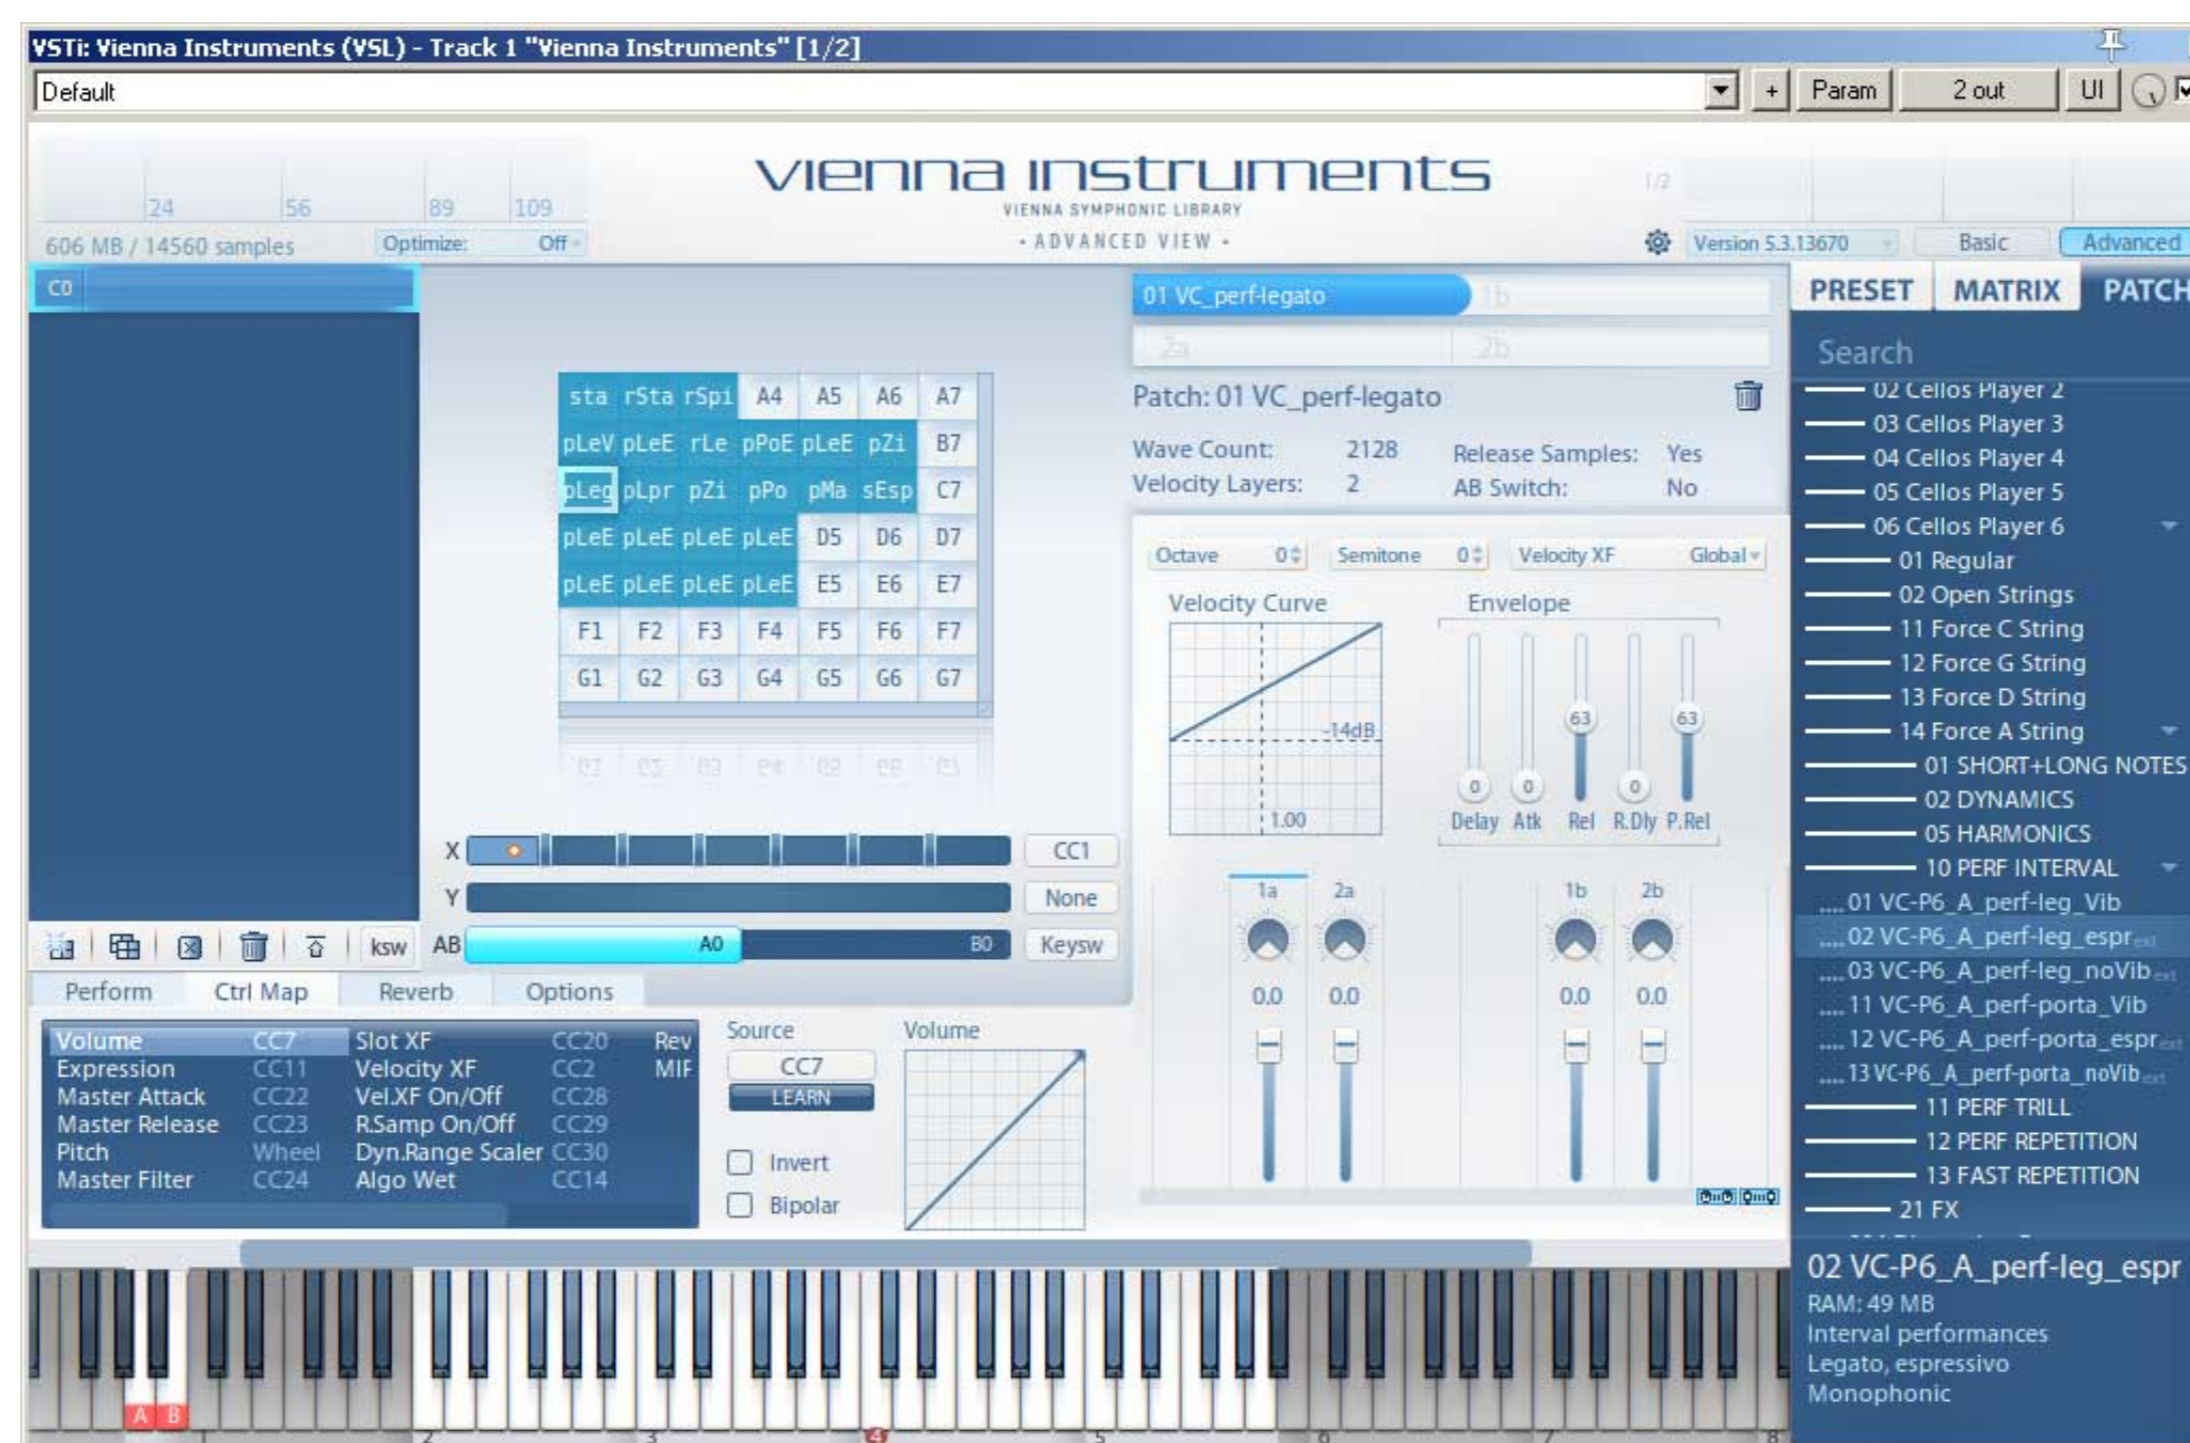 VSTi: Vienna Instruments (VSL) - Track 1 "Vienna Instruments" [1/2]
Default + Param 2 out UI
vienna instruments
VIENNA SYMPHONIC LIBRARY
- ADVANCED VIEW -
1/2
24 56 89 109
606 MB / 14560 samples Optimize: Off
Version 5.3.13670 Basic Advanced
C0
01 VC_perf-legato 1b
2a 2b
Patch: 01 VC_perf-legato
Wave Count: 2128 Release Samples: Yes
Velocity Layers: 2 AB Switch: No
sta rSta rSpi A4 A5 A6 A7
pLeV pLeE rLe pPoE pLeE pZi B7
pLeg pLpr pZi pPo pMa sEsp C7
pLeE pLeE pLeE pLeE D5 D6 D7
pLeE pLeE pLeE pLeE E5 E6 E7
F1 F2 F3 F4 F5 F6 F7
G1 G2 G3 G4 G5 G6 G7
X CC1
Y None
AB A0 B0 Keysw
ksw
Octave 0 Semitone 0 Velocity XF Global
Velocity Curve Envelope
-14dB
1.00
0 0 63 0 63
Delay Atk Rel R.Dly P.Rel
1a 2a 1b 2b
0.0 0.0 0.0 0.0
Perform Ctrl Map Reverb Options
Volume CC7 Slot XF CC20 Rev
Expression CC11 Velocity XF CC2 MIF
Master Attack CC22 Vel.XF On/Off CC28
Master Release CC23 R.Samp On/Off CC29
Pitch Wheel Dyn.Range Scaler CC30
Master Filter CC24 Algo Wet CC14
Source Volume
CC7
LEARN
Invert
Bipolar
PRESET MATRIX PATCH
Search
02 Cellos Player 2
03 Cellos Player 3
04 Cellos Player 4
05 Cellos Player 5
06 Cellos Player 6
01 Regular
02 Open Strings
11 Force C String
12 Force G String
13 Force D String
14 Force A String
01 SHORT+LONG NOTES
02 DYNAMICS
05 HARMONICS
10 PERF INTERVAL
....01 VC-P6_A_perf-leg_Vib
....02 VC-P6_A_perf-leg_espr ext
....03 VC-P6_A_perf-leg_noVib ext
....11 VC-P6_A_perf-porta_Vib
....12 VC-P6_A_perf-porta_espr ext
....13 VC-P6_A_perf-porta_noVib ext
11 PERF TRILL
12 PERF REPETITION
13 FAST REPETITION
21 FX
02 VC-P6_A_perf-leg_espr
RAM: 49 MB
Interval performances
Legato, espressivo
Monophonic
A B
1 2 3 4 5 6 7 8